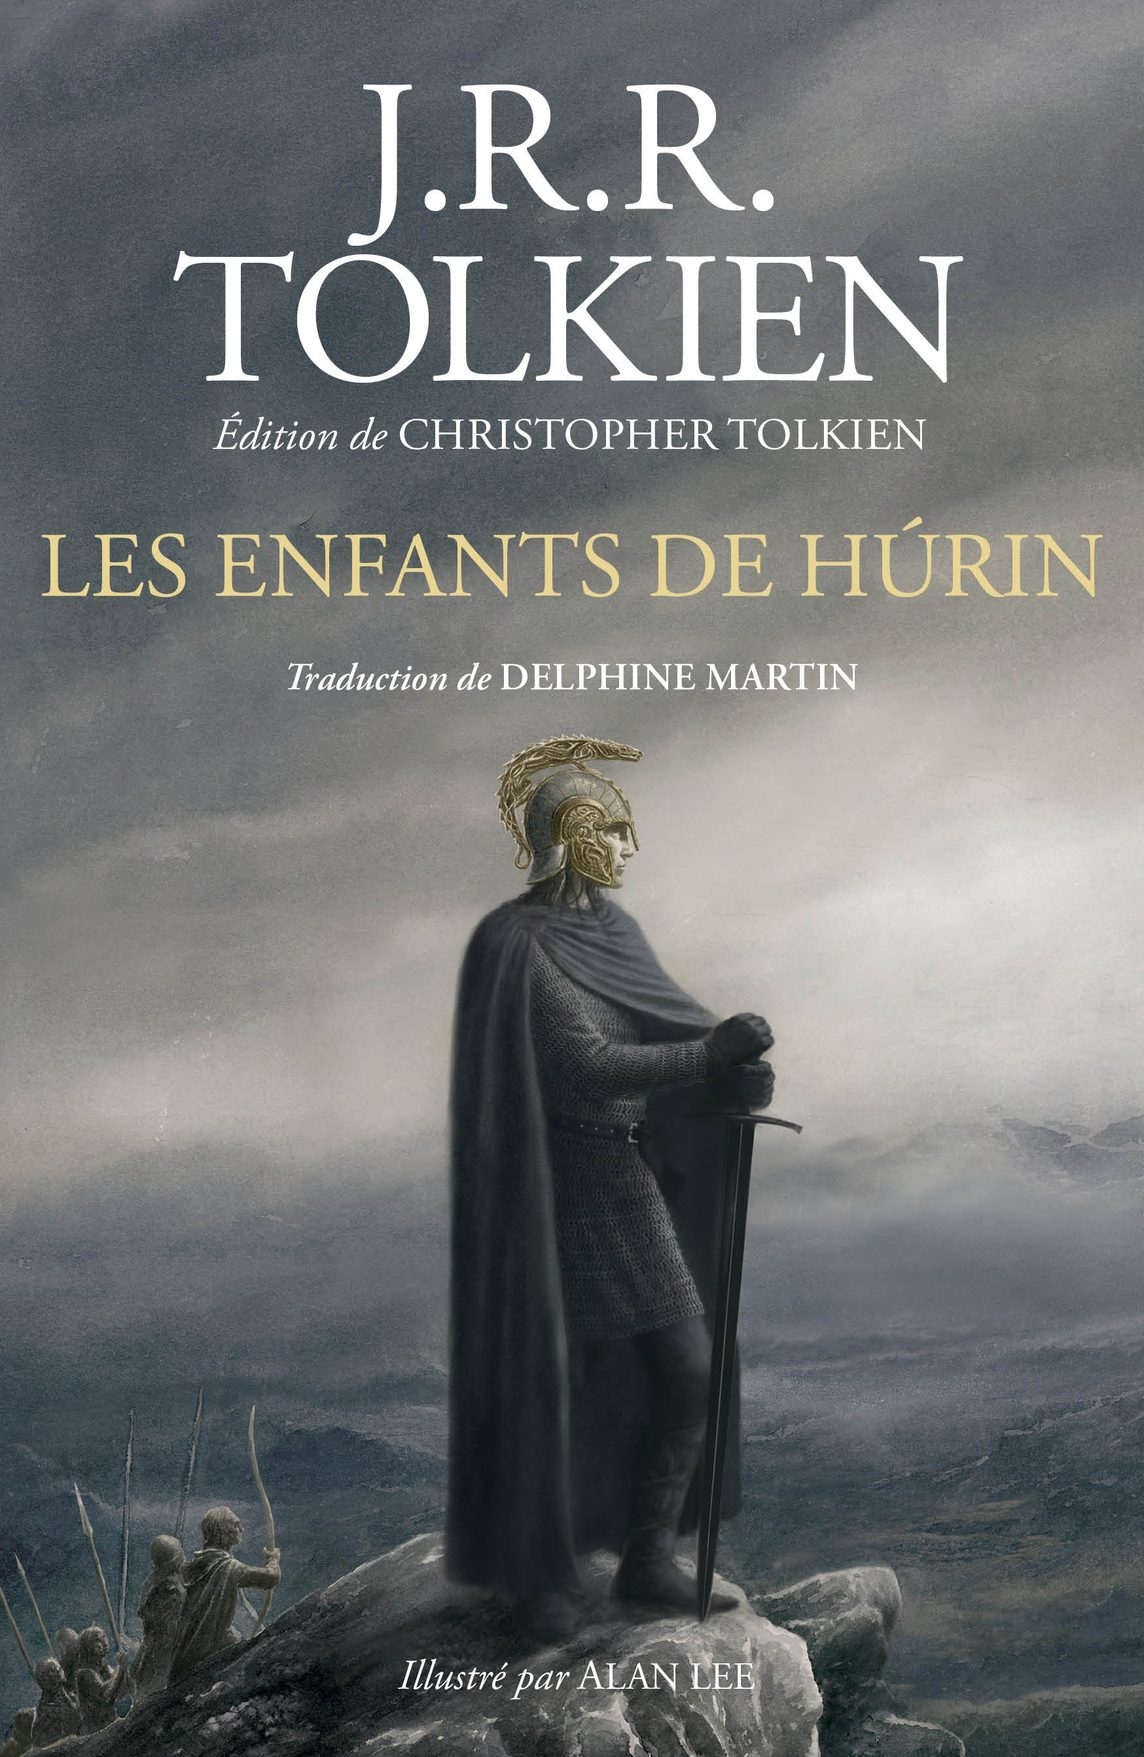 J.R.R.
TOLKIEN
Édition de CHRISTOPHER TOLKIEN
LES ENFANTS DE HÚRIN
Traduction de DELPHINE MARTIN
Illustré par ALAN LEE